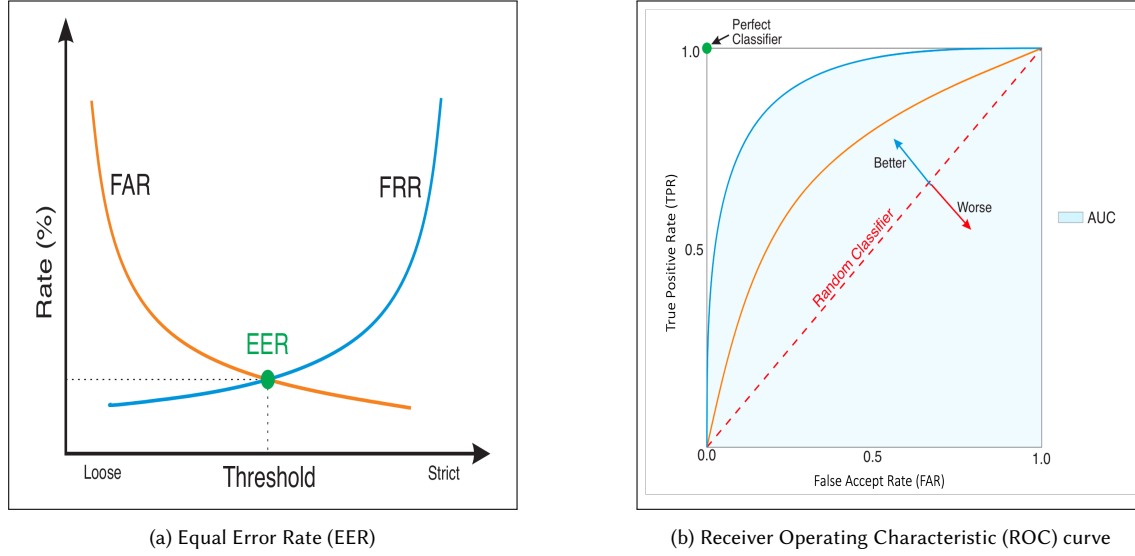 FAR
FRR
Rate (%)
EER
Loose
Threshold
Strict
(a) Equal Error Rate (EER)
Perfect
Classifier
1.0
Better
Worse
Random Classifier
True Positive Rate (TPR)
0.5
AUC
0.0
0.5
1.0
False Accept Rate (FAR)
(b) Receiver Operating Characteristic (ROC) curve